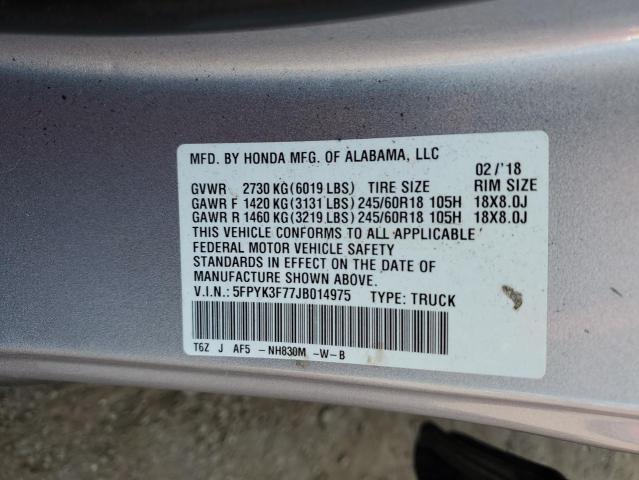 MFD. BY HONDA MFG. OF ALABAMA, LLC 02/'18
GVWR 2730 KG (6019 LBS) TIRE SIZE RIM SIZE
GAWR F 1420 KG (3131 LBS) 245/60R18 105H 18X8.0J
GAWR R 1460 KG (3219 LBS) 245/60R18 105H 18X8.0J
THIS VEHICLE CONFORMS TO ALL APPLICABLE
FEDERAL MOTOR VEHICLE SAFETY
STANDARDS IN EFFECT ON THE DATE OF
MANUFACTURE SHOWN ABOVE.
V.I.N.: 5FPYK3F77JB014975 TYPE: TRUCK
T6Z J AF5 -NH830M -W-B